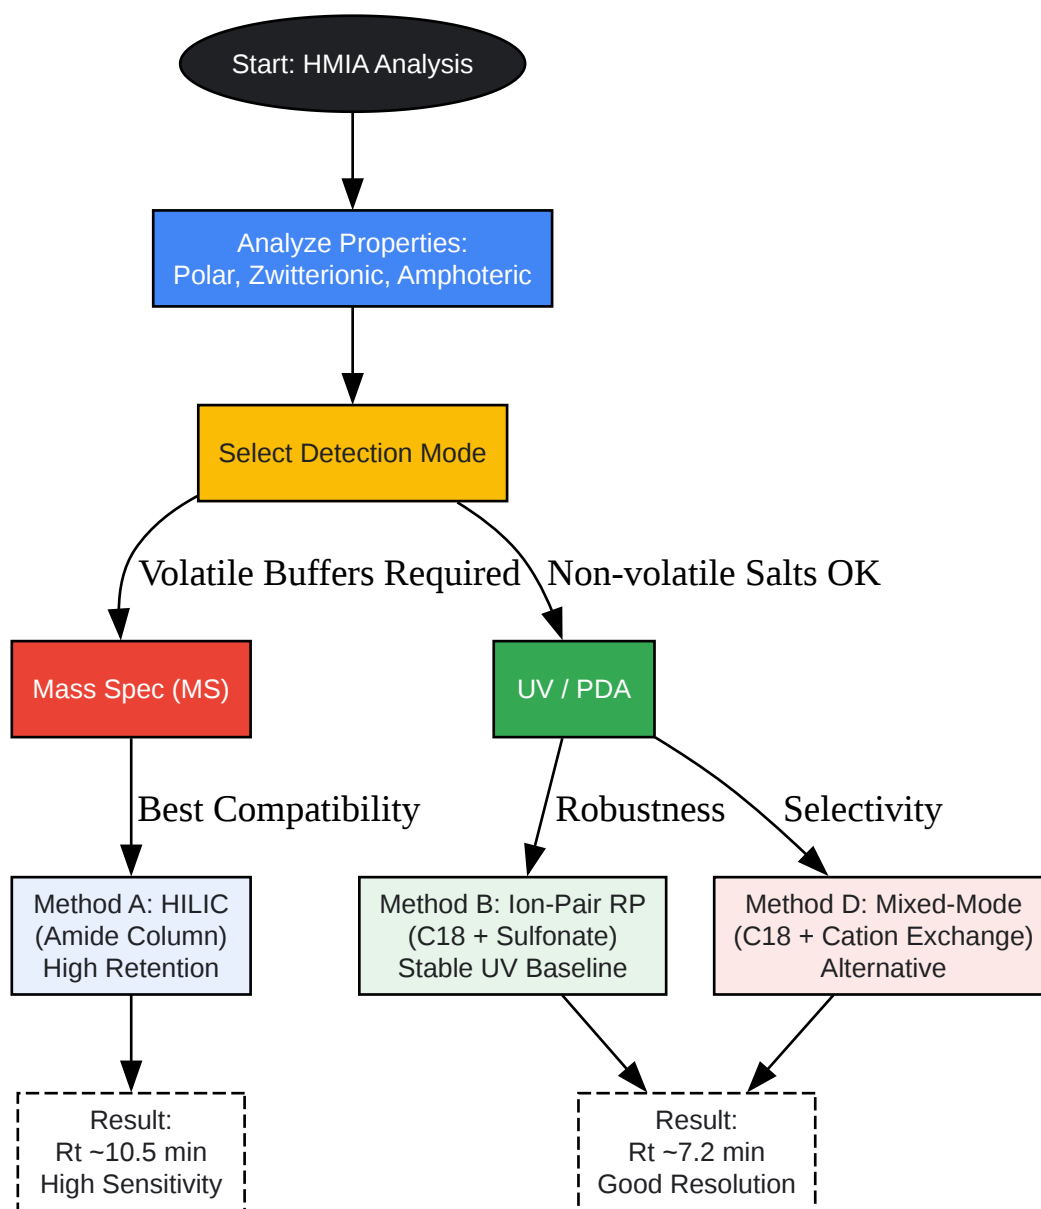 Start: HMIA Analysis
Analyze Properties:
Polar, Zwitterionic, Amphoteric
Select Detection Mode
Volatile Buffers Required
Non-volatile Salts OK
Mass Spec (MS)
UV / PDA
Best Compatibility
Robustness
Selectivity
Method A: HILIC
(Amide Column)
High Retention
Method B: Ion-Pair RP
(C18 + Sulfonate)
Stable UV Baseline
Method D: Mixed-Mode
(C18 + Cation Exchange)
Alternative
Result:
Rt ~10.5 min
High Sensitivity
Result:
Rt ~7.2 min
Good Resolution